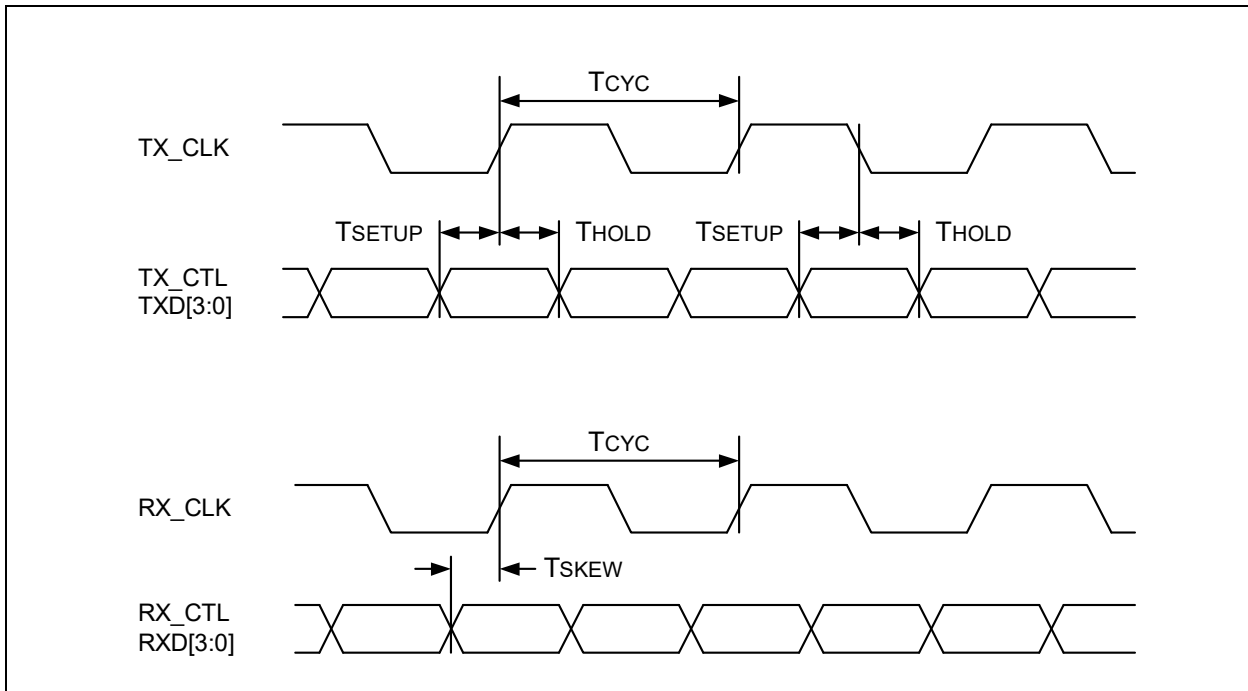 TCYC
TX_CLK
TSETUP THOLD TSETUP THOLD
TX_CTL
TXD[3:0]
TCYC
RX_CLK
TSKEW
RX_CTL
RXD[3:0]